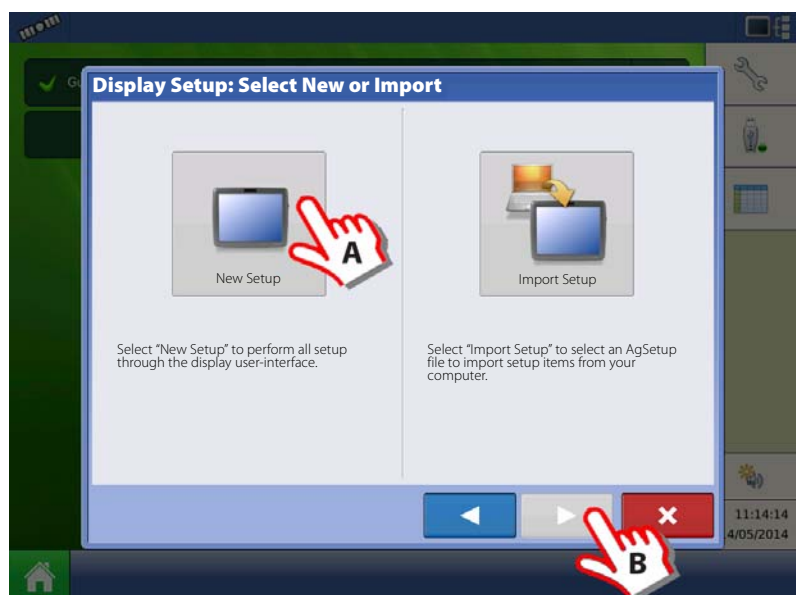 mom
Display Setup: Select New or Import
New Setup
A
Import Setup
Select “New Setup” to perform all setup
through the display user-interface.
Select “Import Setup” to select an AgSetup
file to import setup items from your
computer.
B
11:14:14
4/05/2014